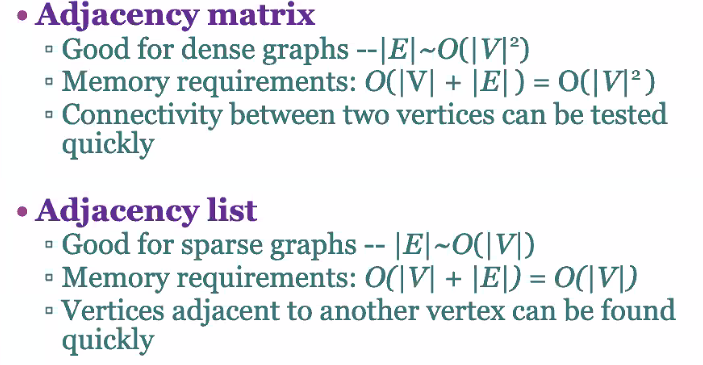 • Adjacency matrix
▫ Good for dense graphs --|E|~O(|V|²)
▫ Memory requirements: O(|V| + |E|) = O(|V|²)
▫ Connectivity between two vertices can be tested
quickly
• Adjacency list
▫ Good for sparse graphs -- |E|~O(|V|)
▫ Memory requirements: O(|V| + |E|) = O(|V|)
▫ Vertices adjacent to another vertex can be found
quickly